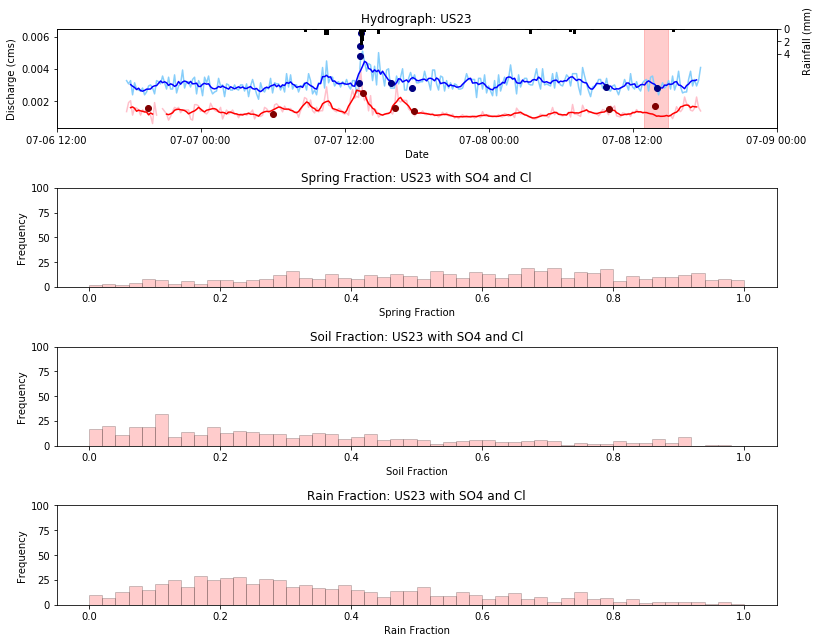 Hydrograph: US23
Discharge (cms)
0.006
0.004
0.002
0
2
4
Rainfall (mm)
07-06 12:00 07-07 00:00 07-07 12:00 07-08 00:00 07-08 12:00 07-09 00:00
Date
Spring Fraction: US23 with SO4 and Cl
Frequency
100
75
50
25
0
0.0 0.2 0.4 0.6 0.8 1.0
Spring Fraction
Soil Fraction: US23 with SO4 and Cl
Frequency
100
75
50
25
0
0.0 0.2 0.4 0.6 0.8 1.0
Soil Fraction
Rain Fraction: US23 with SO4 and Cl
Frequency
100
75
50
25
0
0.0 0.2 0.4 0.6 0.8 1.0
Rain Fraction